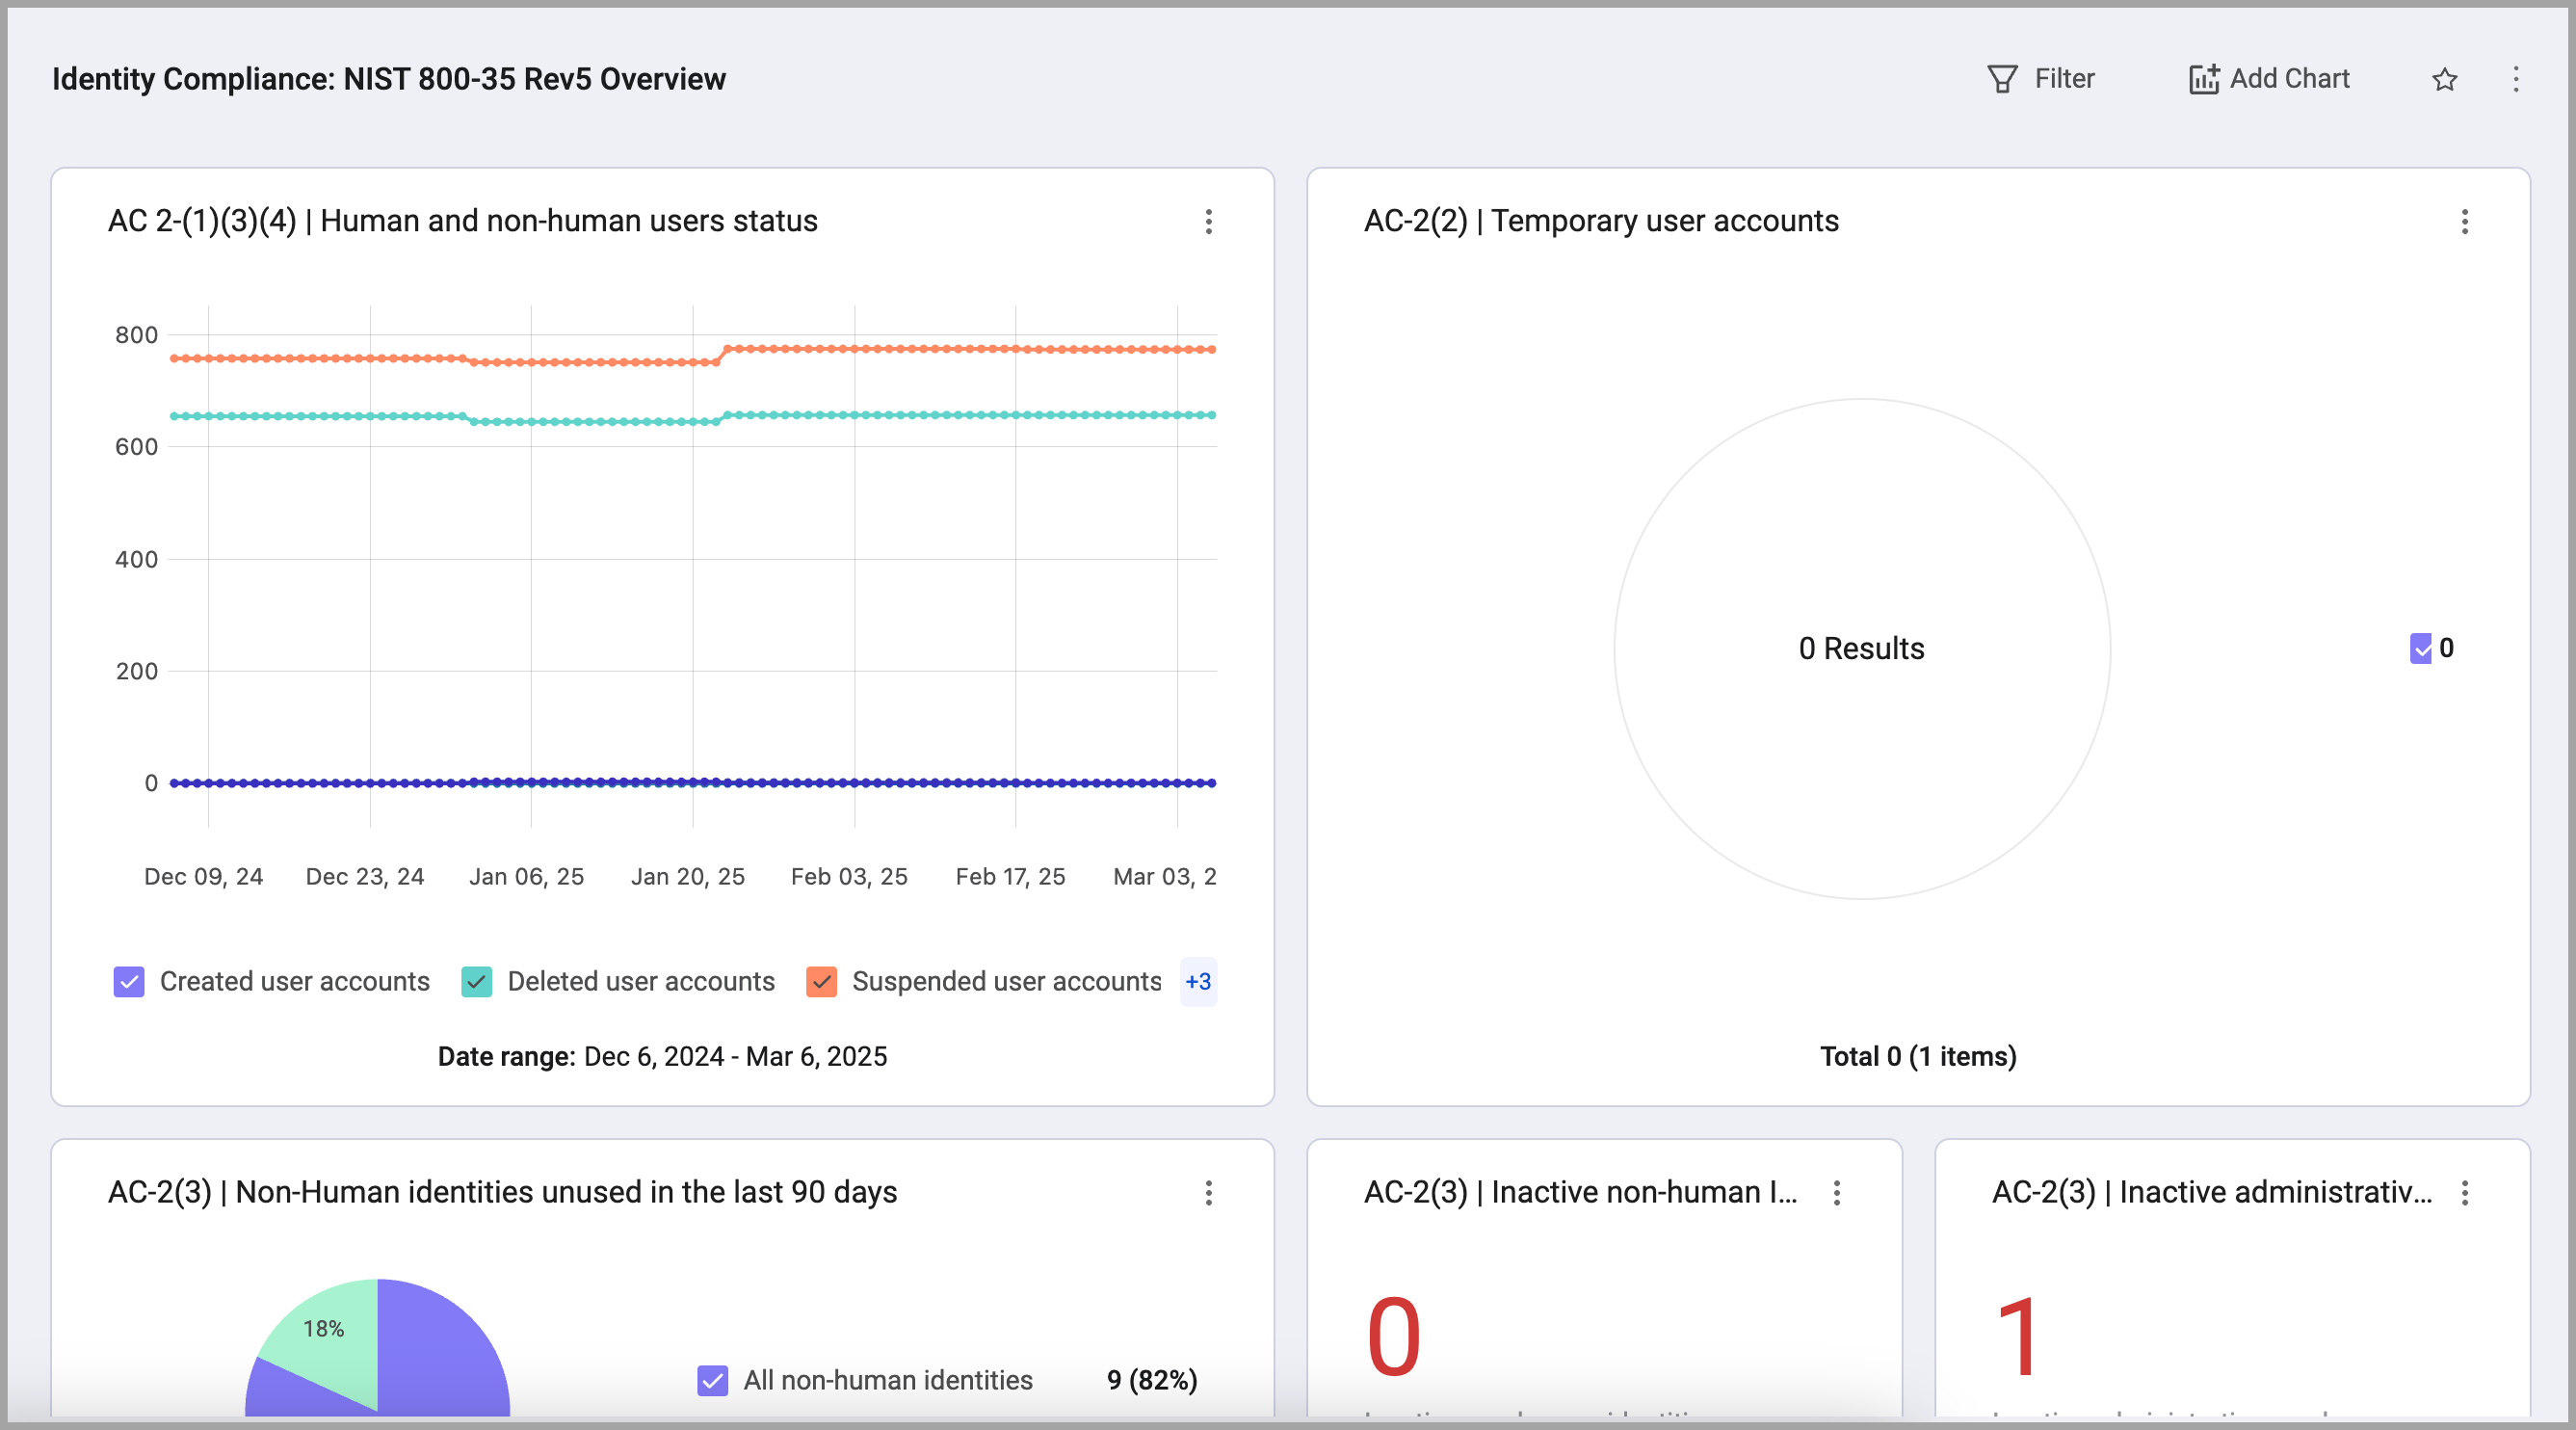 Identity Compliance: NIST 800-35 Rev5 Overview
Filter
Add Chart
AC 2-(1)(3)(4) | Human and non-human users status
800
600
400
200
0
Dec 09, 24 Dec 23, 24 Jan 06, 25 Jan 20, 25 Feb 03, 25 Feb 17, 25 Mar 03, 2
Created user accounts Deleted user accounts Suspended user accounts +3
Date range: Dec 6, 2024 - Mar 6, 2025
AC-2(2) | Temporary user accounts
0 Results
0
Total 0 (1 items)
AC-2(3) | Non-Human identities unused in the last 90 days
18%
All non-human identities 9 (82%)
AC-2(3) | Inactive non-human I...
0
AC-2(3) | Inactive administrativ...
1